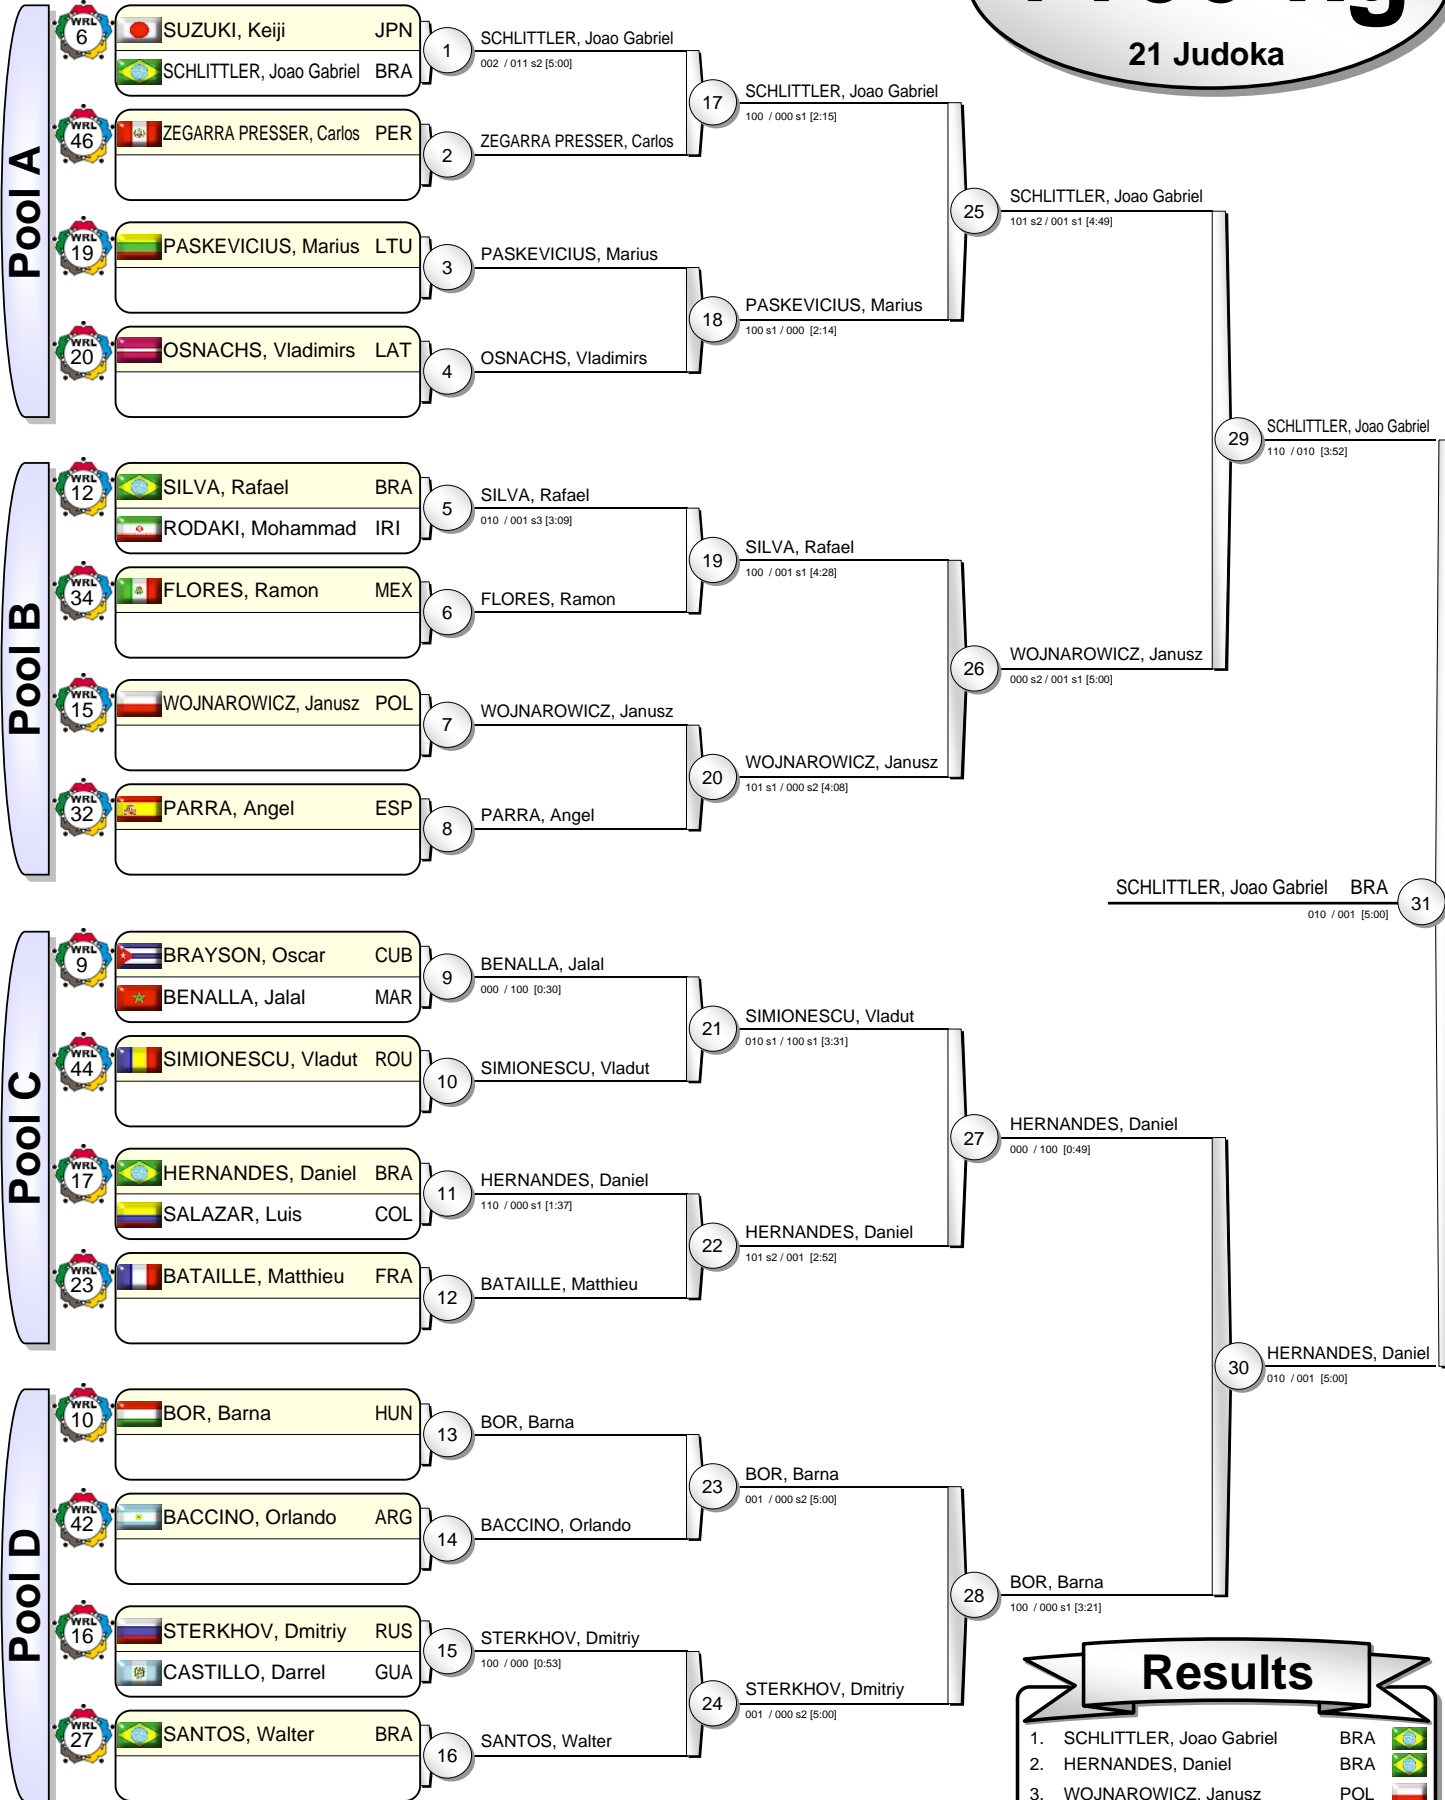 21 Judoka
Pool A
WRL 6
SUZUKI, Keiji JPN
SCHLITTLER, Joao Gabriel BRA
1
SCHLITTLER, Joao Gabriel
002 / 011 s2 [5:00]
WRL 46
ZEGARRA PRESSER, Carlos PER
2
ZEGARRA PRESSER, Carlos
17
SCHLITTLER, Joao Gabriel
100 / 000 s1 [2:15]
WRL 19
PASKEVICIUS, Marius LTU
3
PASKEVICIUS, Marius
WRL 20
OSNACHS, Vladimirs LAT
4
OSNACHS, Vladimirs
18
PASKEVICIUS, Marius
100 s1 / 000 [2:14]
25
SCHLITTLER, Joao Gabriel
101 s2 / 001 s1 [4:49]
Pool B
WRL 12
SILVA, Rafael BRA
RODAKI, Mohammad IRI
5
SILVA, Rafael
010 / 001 s3 [3:09]
WRL 34
FLORES, Ramon MEX
6
FLORES, Ramon
19
SILVA, Rafael
100 / 001 s1 [4:28]
WRL 15
WOJNAROWICZ, Janusz POL
7
WOJNAROWICZ, Janusz
WRL 32
PARRA, Angel ESP
8
PARRA, Angel
20
WOJNAROWICZ, Janusz
101 s1 / 000 s2 [4:08]
26
WOJNAROWICZ, Janusz
000 s2 / 001 s1 [5:00]
29
SCHLITTLER, Joao Gabriel
110 / 010 [3:52]
SCHLITTLER, Joao Gabriel BRA
31
010 / 001 [5:00]
Pool C
WRL 9
BRAYSON, Oscar CUB
BENALLA, Jalal MAR
9
BENALLA, Jalal
000 / 100 [0:30]
WRL 44
SIMIONESCU, Vladut ROU
10
SIMIONESCU, Vladut
21
SIMIONESCU, Vladut
010 s1 / 100 s1 [3:31]
WRL 17
HERNANDES, Daniel BRA
SALAZAR, Luis COL
11
HERNANDES, Daniel
110 / 000 s1 [1:37]
WRL 23
BATAILLE, Matthieu FRA
12
BATAILLE, Matthieu
22
HERNANDES, Daniel
101 s2 / 001 [2:52]
27
HERNANDES, Daniel
000 / 100 [0:49]
Pool D
WRL 10
BOR, Barna HUN
13
BOR, Barna
WRL 42
BACCINO, Orlando ARG
14
BACCINO, Orlando
23
BOR, Barna
001 / 000 s2 [5:00]
WRL 16
STERKHOV, Dmitriy RUS
CASTILLO, Darrel GUA
15
STERKHOV, Dmitriy
100 / 000 [0:53]
WRL 27
SANTOS, Walter BRA
16
SANTOS, Walter
24
STERKHOV, Dmitriy
001 / 000 s2 [5:00]
28
BOR, Barna
100 / 000 s1 [3:21]
30
HERNANDES, Daniel
010 / 001 [5:00]
Results
1. SCHLITTLER, Joao Gabriel BRA
2. HERNANDES, Daniel BRA
3. WOJNAROWICZ, Janusz POL